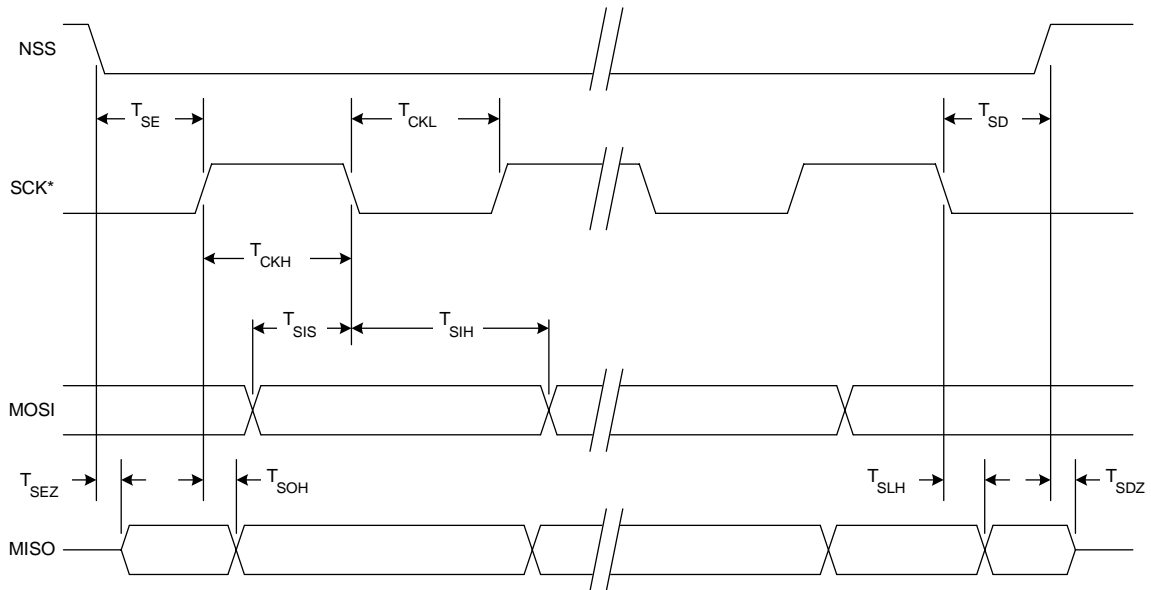 NSS
T_SE
T_CKL
T_SD
SCK*
T_CKH
T_SIS
T_SIH
MOSI
T_SEZ
T_SOH
T_SLH
T_SDZ
MISO